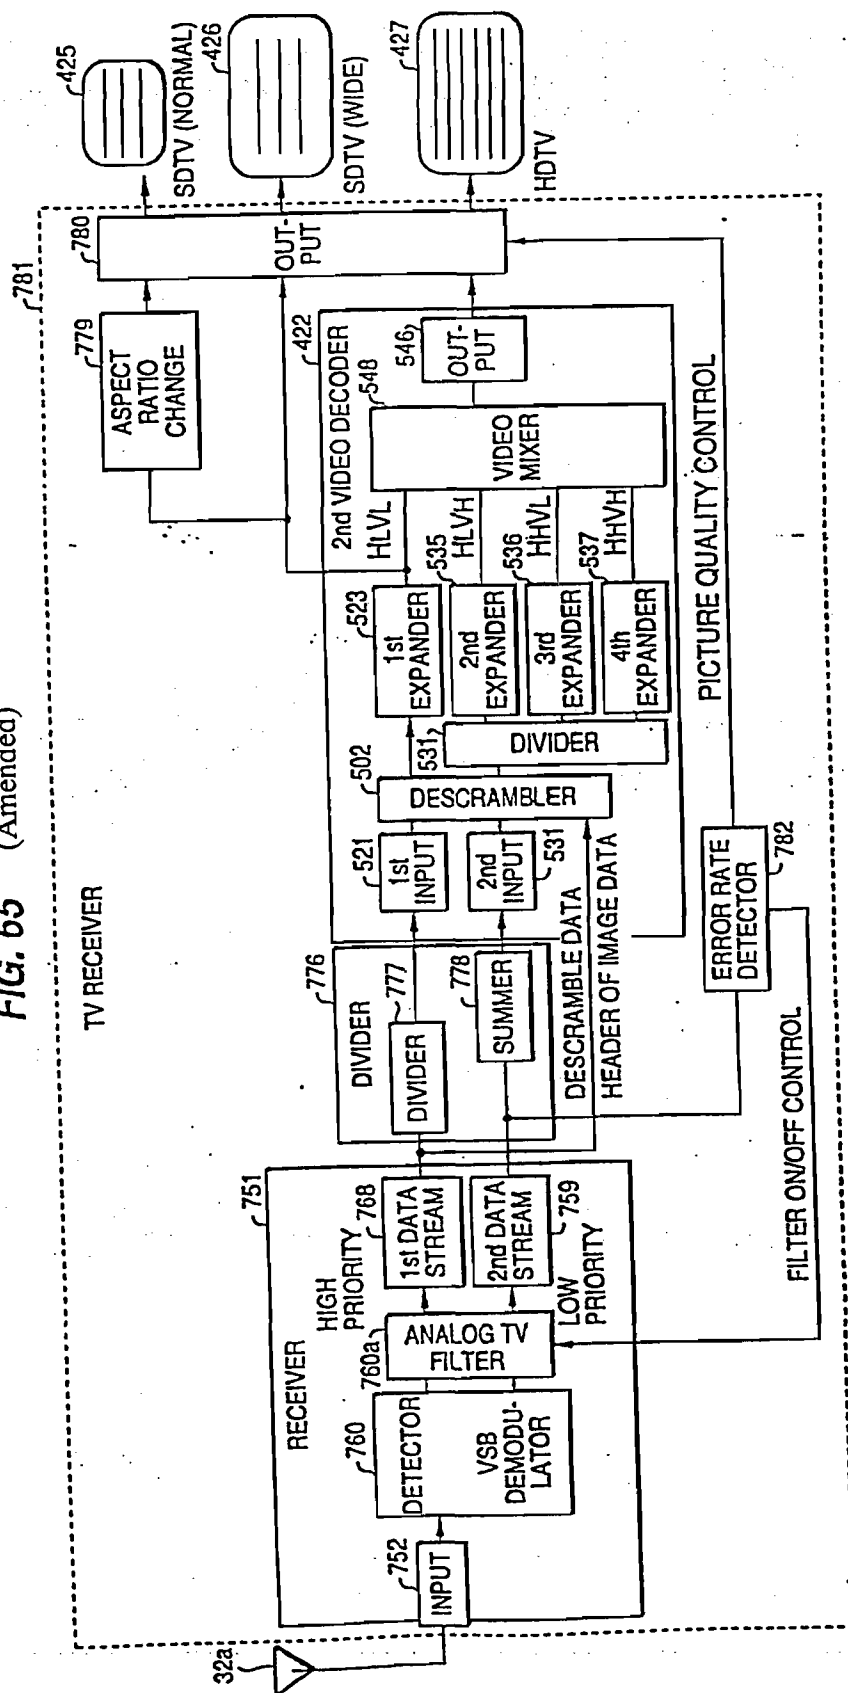 FIG. 65 (Amended)
TV RECEIVER
781
32a
751
RECEIVER
752
INPUT
760
DETECTOR
VSB
DEMODU-
LATOR
760a
ANALOG TV
FILTER
HIGH
PRIORITY
768
1st DATA
STREAM
2nd DATA
STREAM
759
LOW
PRIORITY
776
DIVIDER
777
DIVIDER
778
SUMMER
DESCRAMBLE DATA
HEADER OF IMAGE DATA
FILTER ON/OFF CONTROL
ERROR RATE
DETECTOR
782
PICTURE QUALITY CONTROL
422
2nd VIDEO DECODER
521
1st
INPUT
2nd
INPUT
531
502
DESCRAMBLER
531
DIVIDER
523
1st
EXPANDER
535
2nd
EXPANDER
536
3rd
EXPANDER
537
4th
EXPANDER
HLVL
HLVH
HHVL
HHVH
548
VIDEO
MIXER
546
OUT-
PUT
779
ASPECT
RATIO
CHANGE
780
OUT-
PUT
425
SDTV (NORMAL)
426
SDTV (WIDE)
427
HDTV